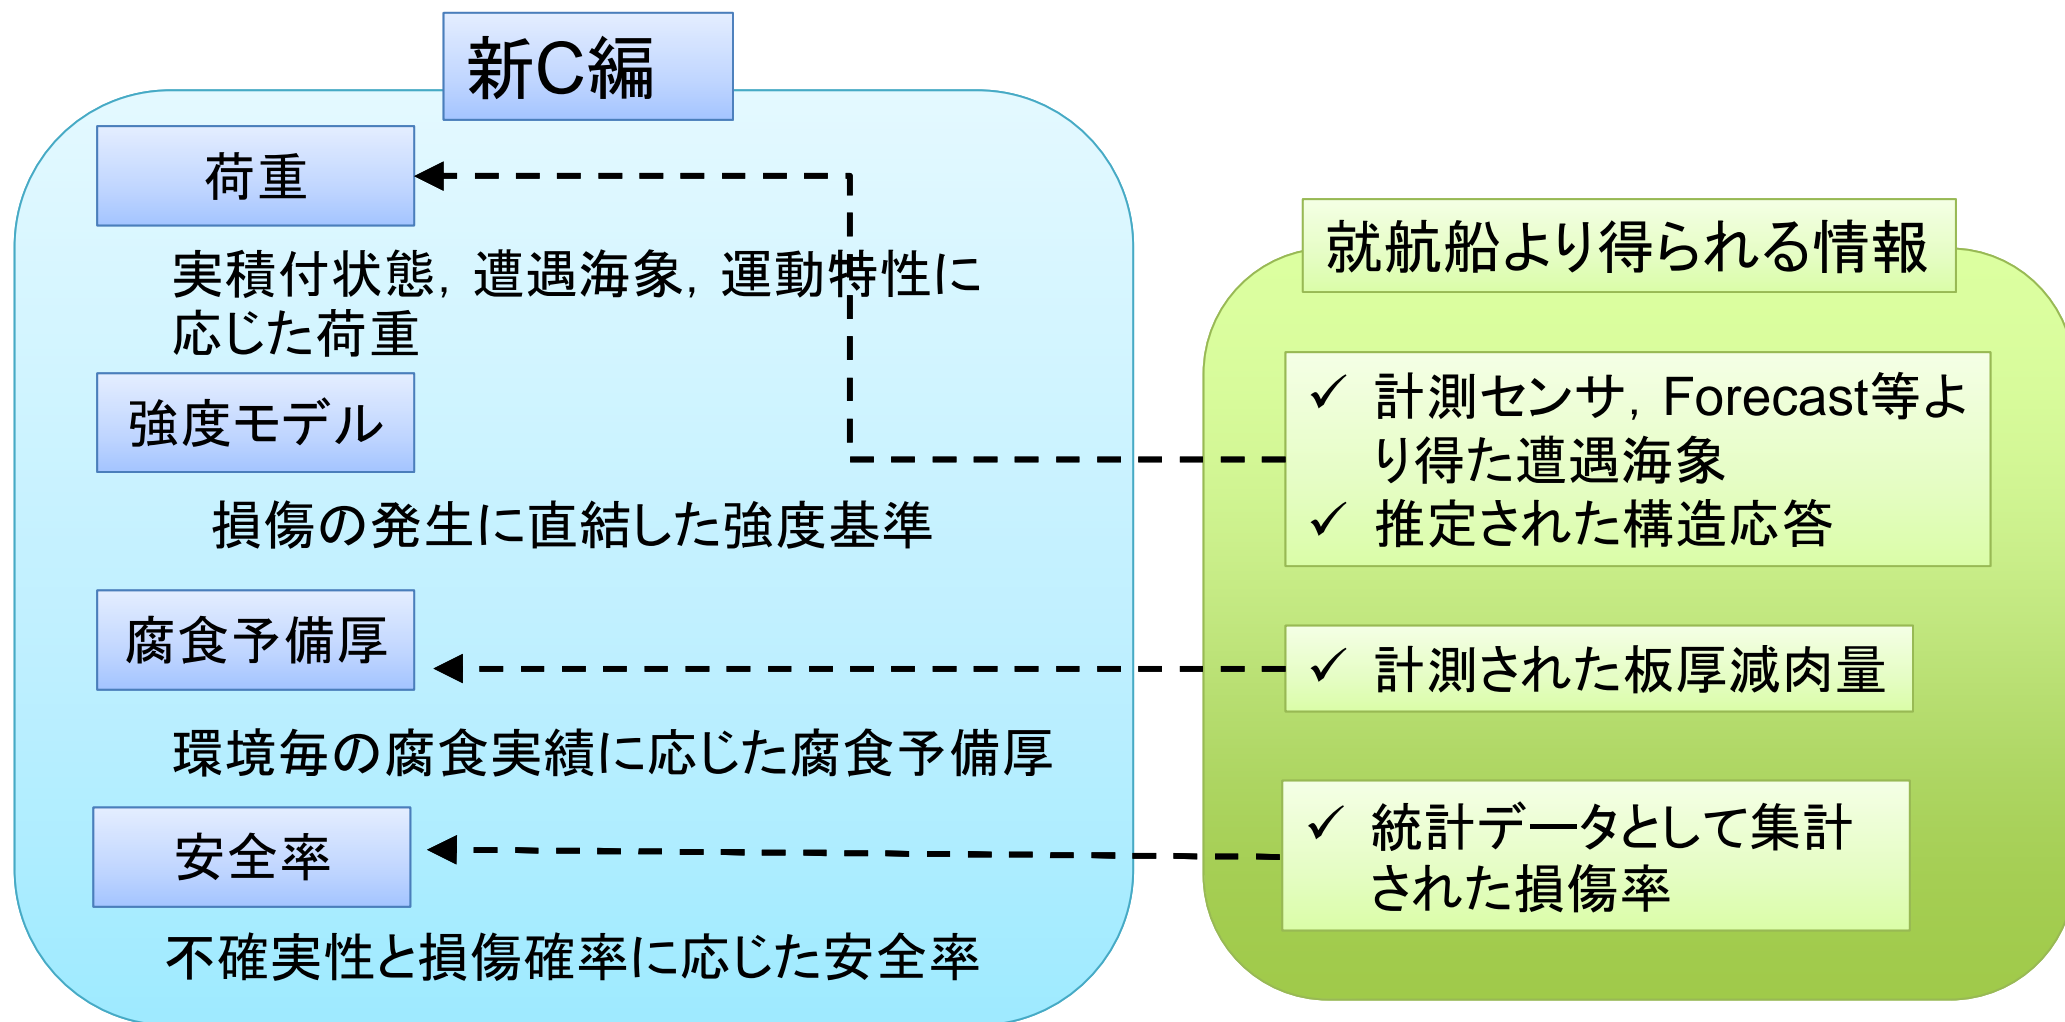 新C編
荷重
実積付状態，遭遇海象，運動特性に
応じた荷重
強度モデル
損傷の発生に直結した強度基準
腐食予備厚
環境毎の腐食実績に応じた腐食予備厚
安全率
不確実性と損傷確率に応じた安全率
就航船より得られる情報
✓ 計測センサ，Forecast等よ
り得た遭遇海象
✓ 推定された構造応答
✓ 計測された板厚減肉量
✓ 統計データとして集計
された損傷率